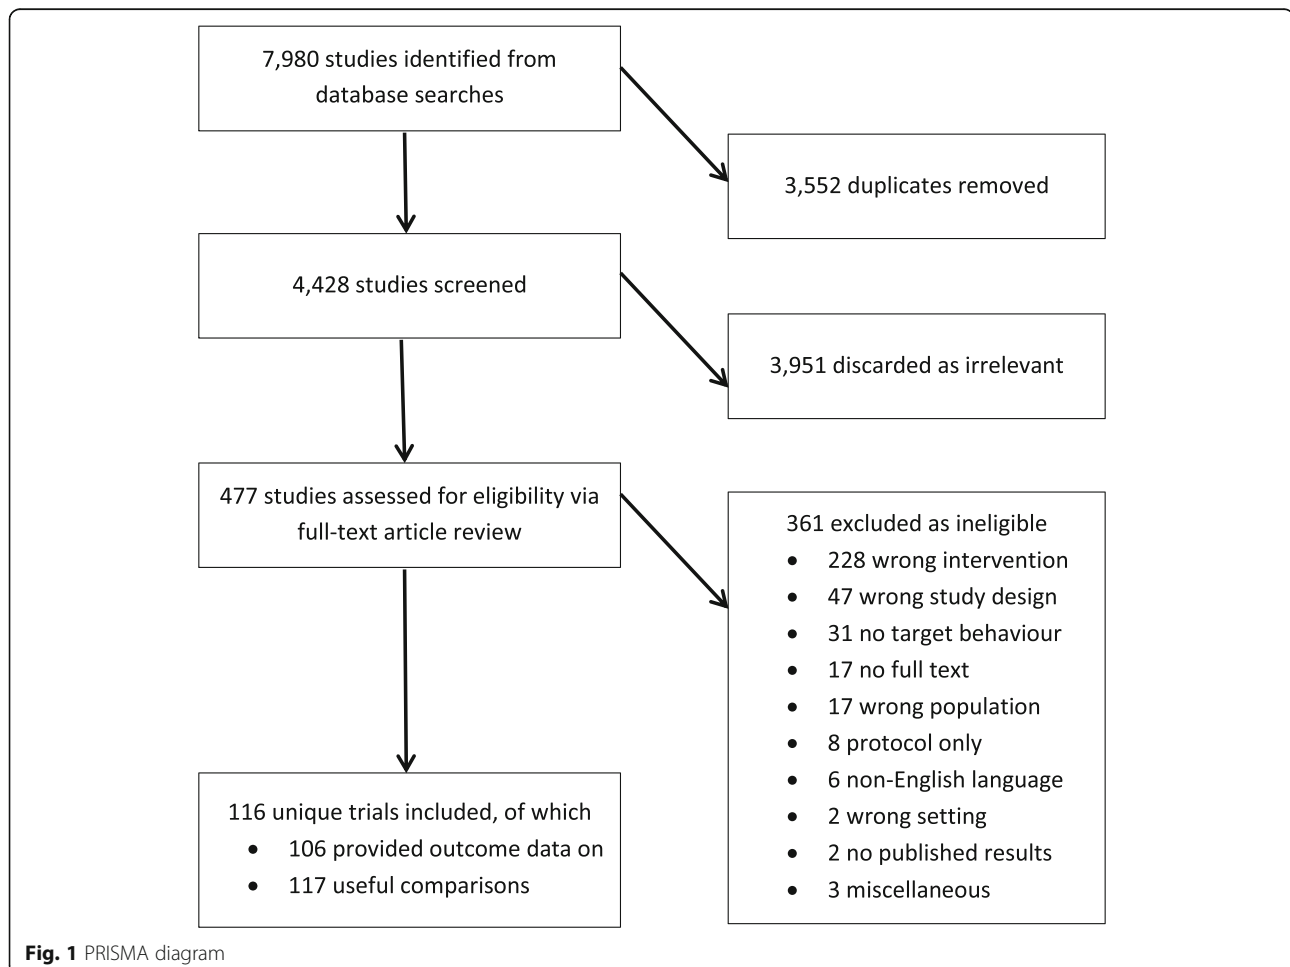 7,980 studies identified from
database searches
3,552 duplicates removed
4,428 studies screened
3,951 discarded as irrelevant
477 studies assessed for eligibility via
full-text article review
361 excluded as ineligible
• 228 wrong intervention
• 47 wrong study design
• 31 no target behaviour
• 17 no full text
• 17 wrong population
• 8 protocol only
• 6 non-English language
• 2 wrong setting
• 2 no published results
• 3 miscellaneous
116 unique trials included, of which
• 106 provided outcome data on
• 117 useful comparisons
Fig. 1 PRISMA diagram